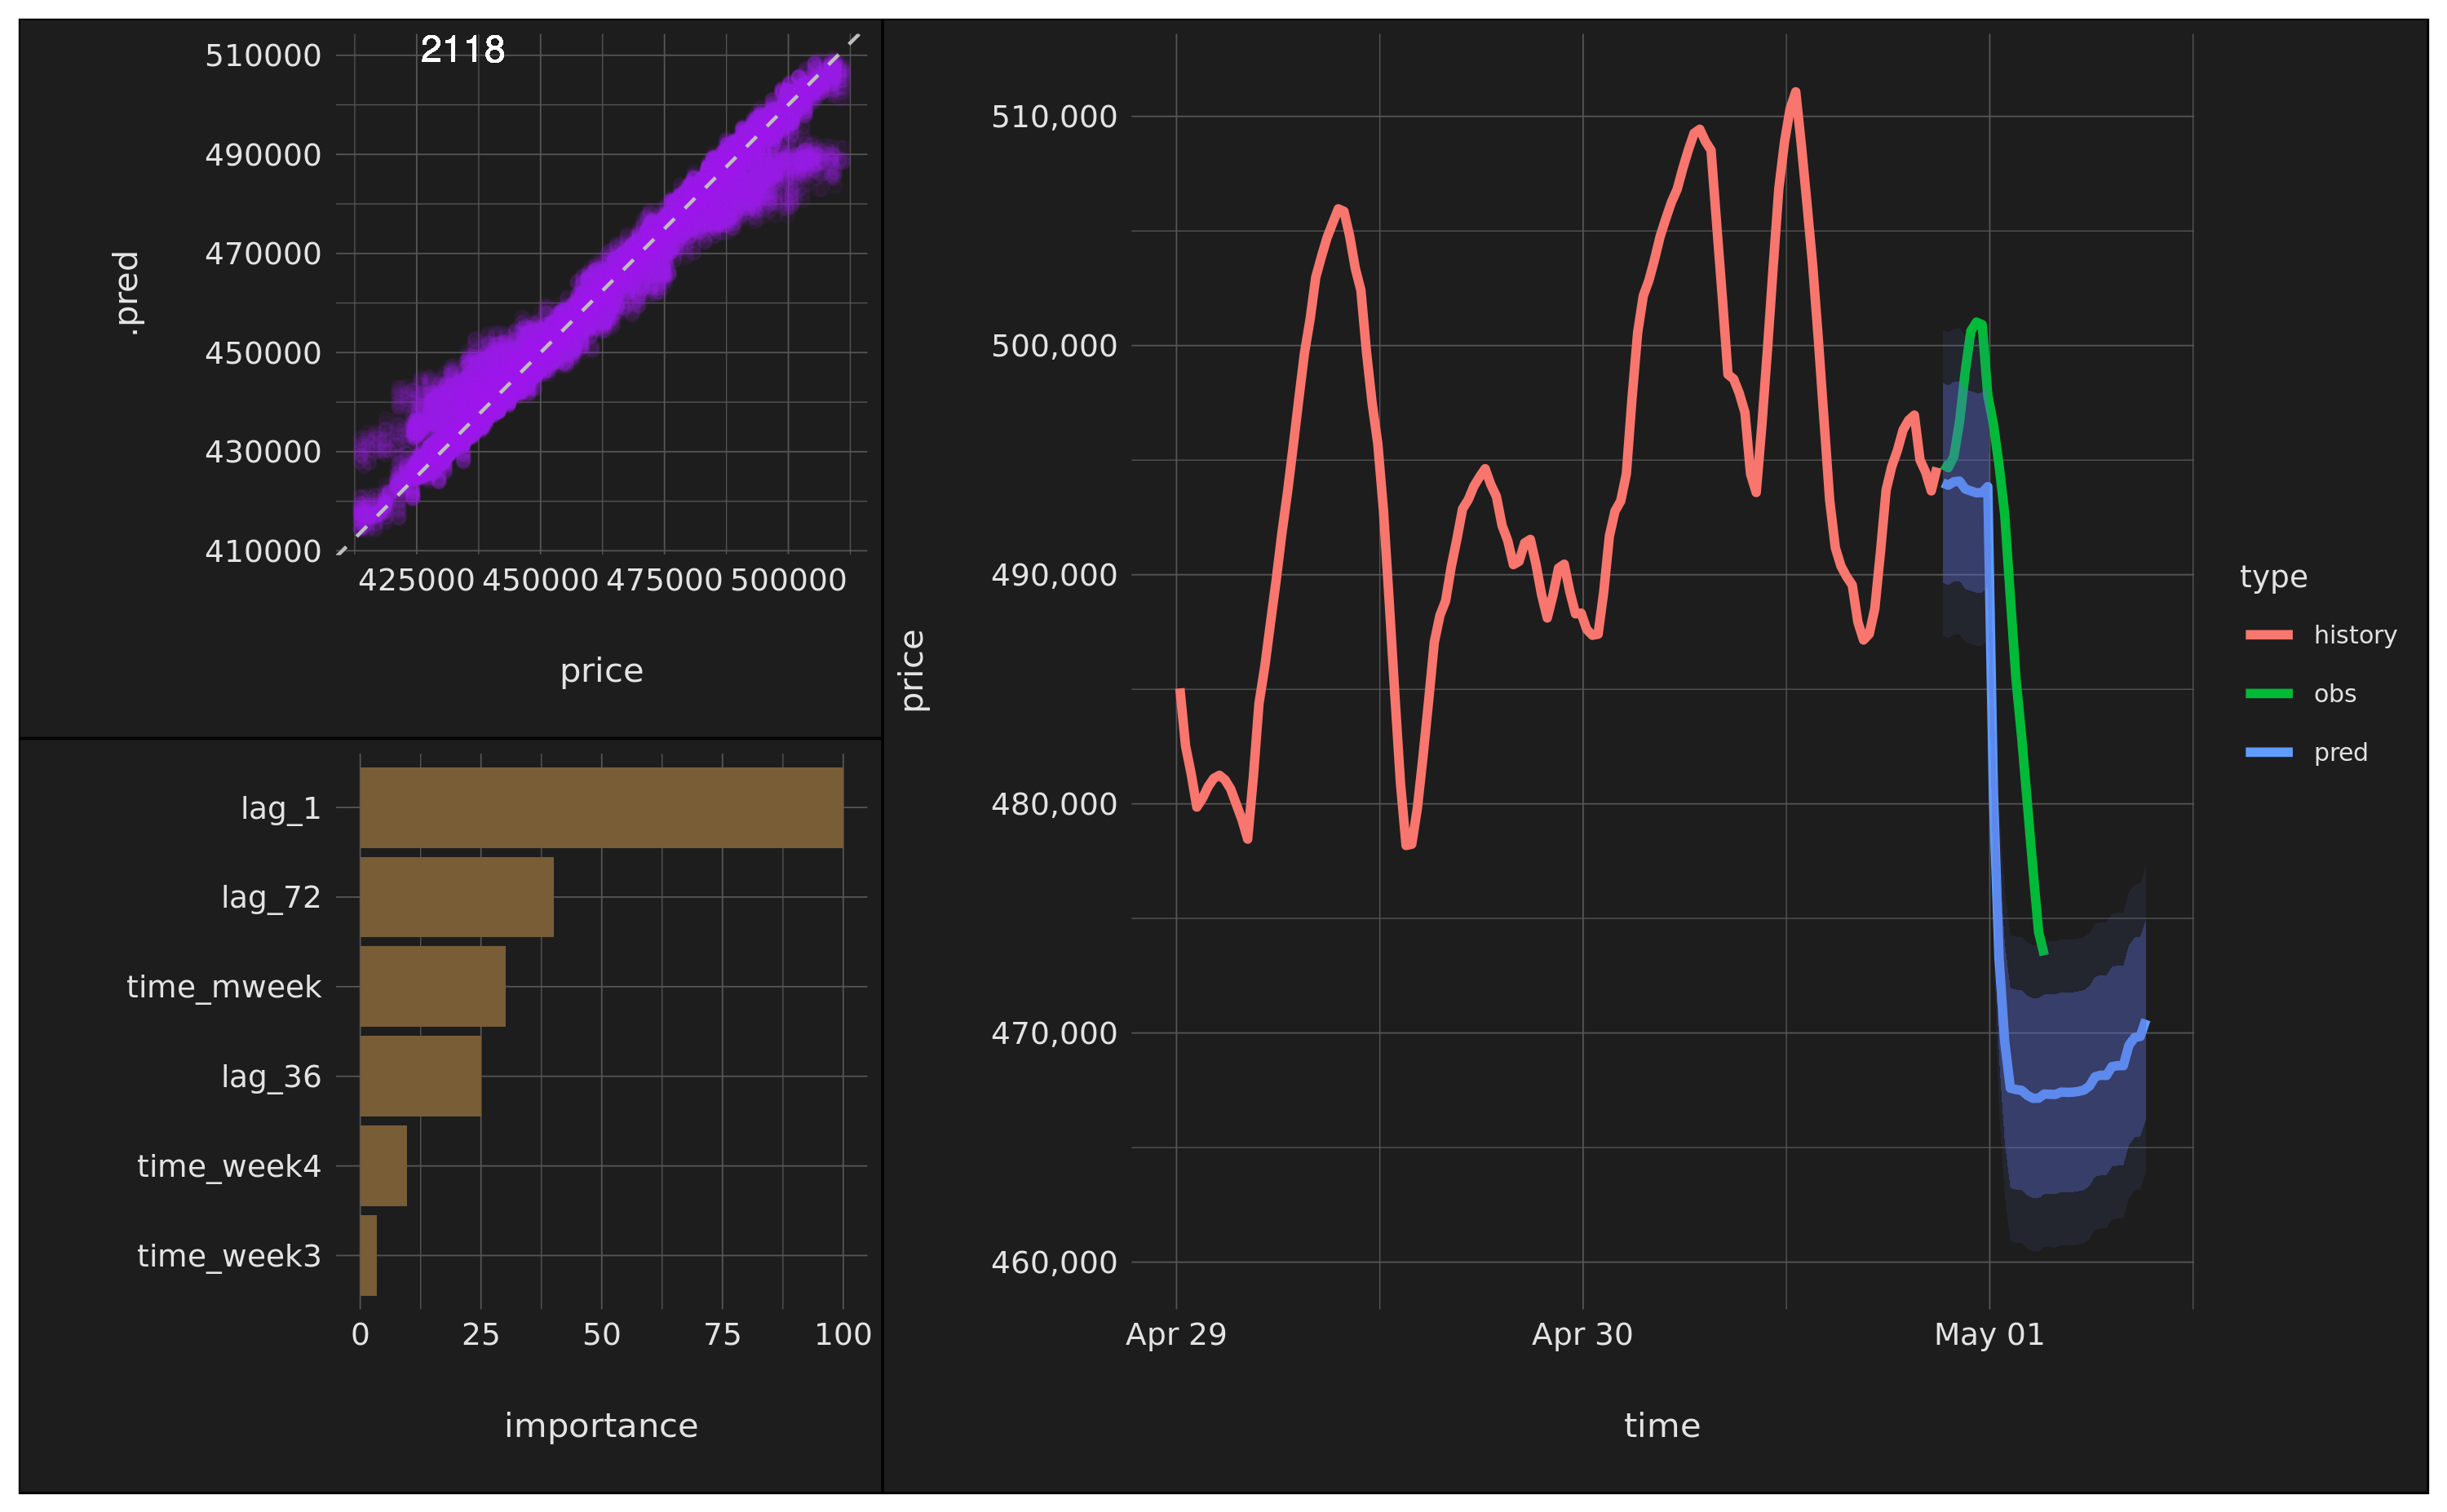 2118
510000
490000
470000
450000
430000
410000
.pred
425000 450000 475000 500000
price
lag_1
lag_72
time_mweek
lag_36
time_week4
time_week3
0 25 50 75 100
importance
510,000
500,000
490,000
480,000
470,000
460,000
price
Apr 29 Apr 30 May 01
time
type
history
obs
pred